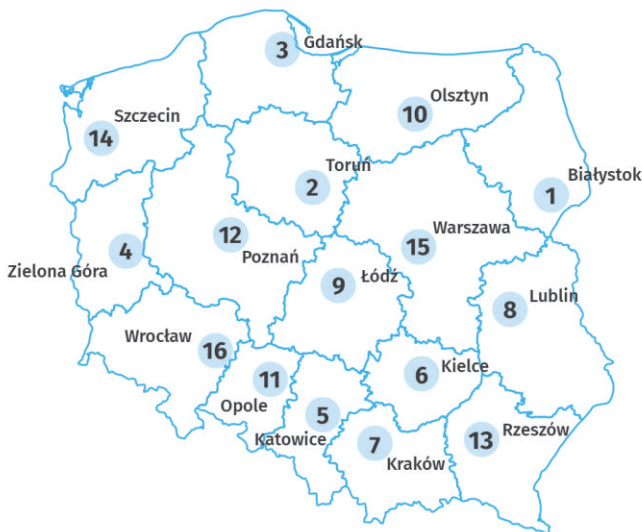 3
Gdańsk
Olsztyn
10
Szczecin
14
Toruń
2
Białystok
1
4
Zielona Góra
12
Poznań
Warszawa
15
Łódź
9
8
Lublin
Wrocław
16
11
Opole
Kielce
6
5
Katowice
7
Kraków
13
Rzeszów